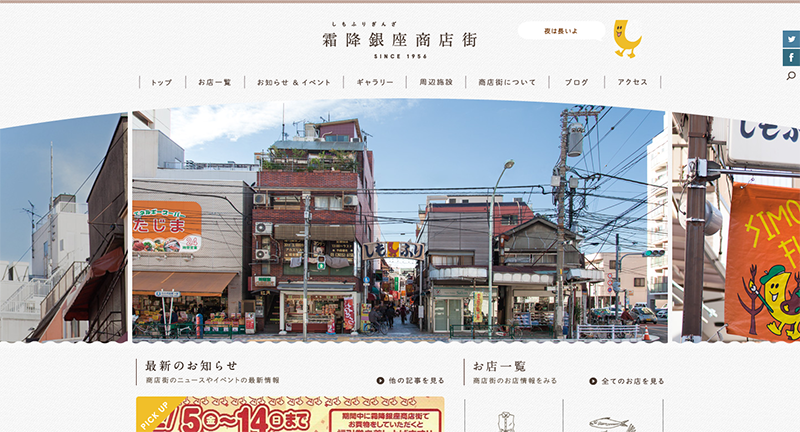 しもふりぎんざ
霜降銀座商店街
SINCE 1956
夜は長いよ
トップ
お店一覧
お知らせ & イベント
ギャラリー
周辺施設
商店街について
ブログ
アクセス
たじま
24
しもふり
しもふ
SIMO
最新のお知らせ
商店街のニュースやイベントの最新情報
他の記事を見る
お店一覧
商店街のお店情報をみる
全てのお店を見る
PICK UP
5金〜14日まで
期間中に霜降銀座商店街で
お買物をしていただくと